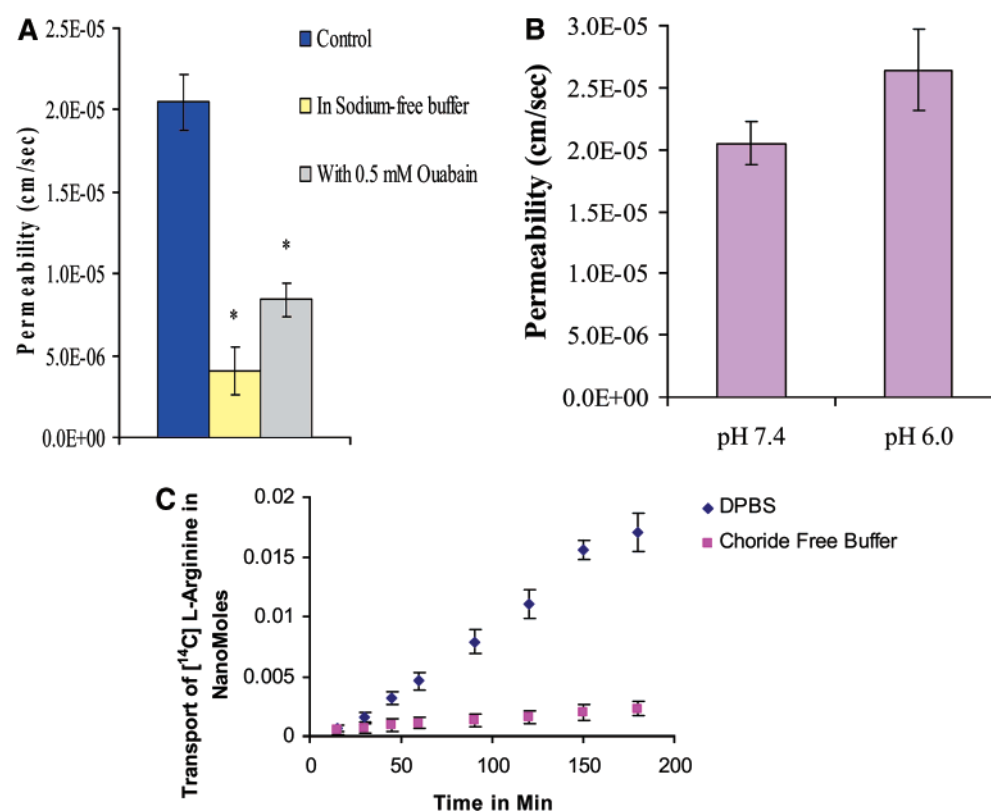 A
Permeability (cm/sec)
2.5E-05
2.0E-05
1.5E-05
1.0E-05
5.0E-06
0.0E+00
Control
In Sodium-free buffer
With 0.5 mM Ouabain
*
*
B
Permeability (cm/sec)
3.0E-05
2.5E-05
2.0E-05
1.5E-05
1.0E-05
5.0E-06
0.0E+00
pH 7.4
pH 6.0
C
Transport of [14C] L-Arginine in
NanoMoles
0.02
0.015
0.01
0.005
0
0
50
100
150
200
Time in Min
DPBS
Choride Free Buffer